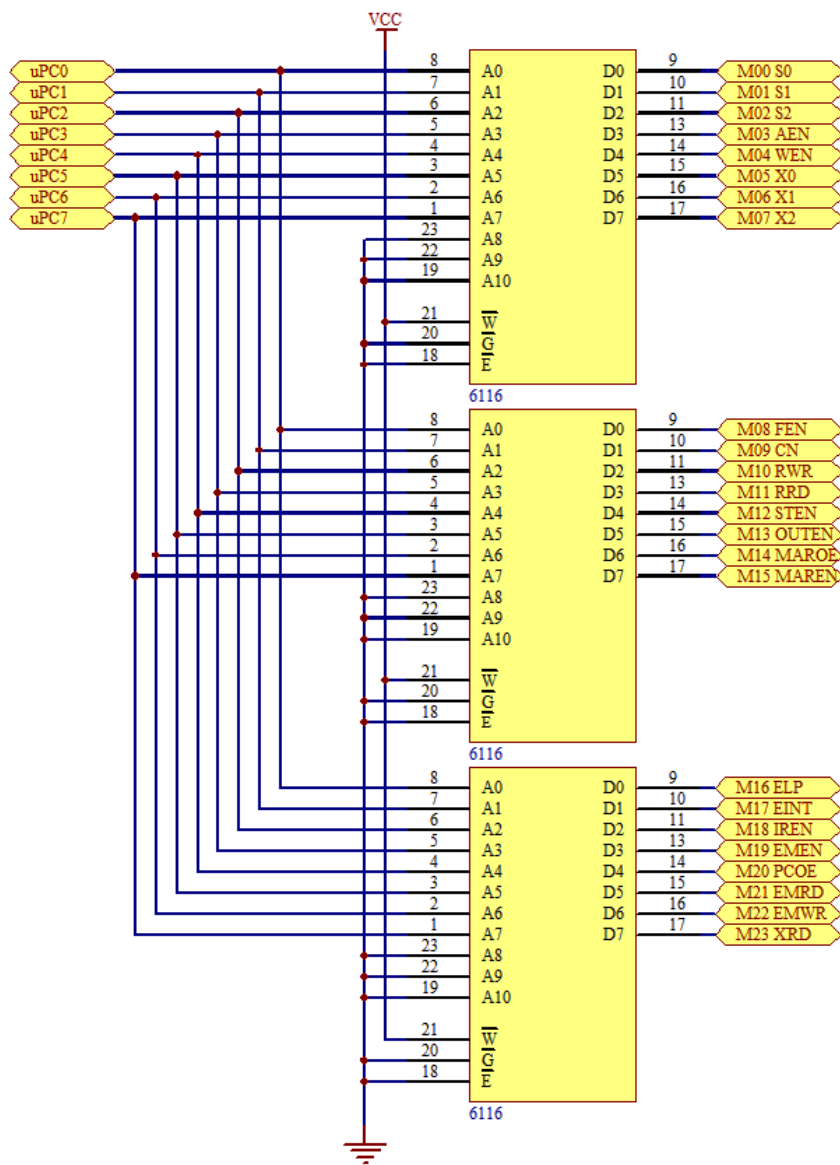 VCC
uPC0 8 A0 D0 9 M00 S0
uPC1 7 A1 D1 10 M01 S1
uPC2 6 A2 D2 11 M02 S2
uPC3 5 A3 D3 13 M03 AEN
uPC4 4 A4 D4 14 M04 WEN
uPC5 3 A5 D5 15 M05 X0
uPC6 2 A6 D6 16 M06 X1
uPC7 1 A7 D7 17 M07 X2
23 A8
22 A9
19 A10
21 W
20 G
18 E
6116
8 A0 D0 9 M08 FEN
7 A1 D1 10 M09 CN
6 A2 D2 11 M10 RWR
5 A3 D3 13 M11 RRD
4 A4 D4 14 M12 STEN
3 A5 D5 15 M13 OUTEN
2 A6 D6 16 M14 MAROE
1 A7 D7 17 M15 MAREN
23 A8
22 A9
19 A10
21 W
20 G
18 E
6116
8 A0 D0 9 M16 ELP
7 A1 D1 10 M17 EINT
6 A2 D2 11 M18 IREN
5 A3 D3 13 M19 EMEN
4 A4 D4 14 M20 PCOE
3 A5 D5 15 M21 EMRD
2 A6 D6 16 M22 EMWR
1 A7 D7 17 M23 XRD
23 A8
22 A9
19 A10
21 W
20 G
18 E
6116